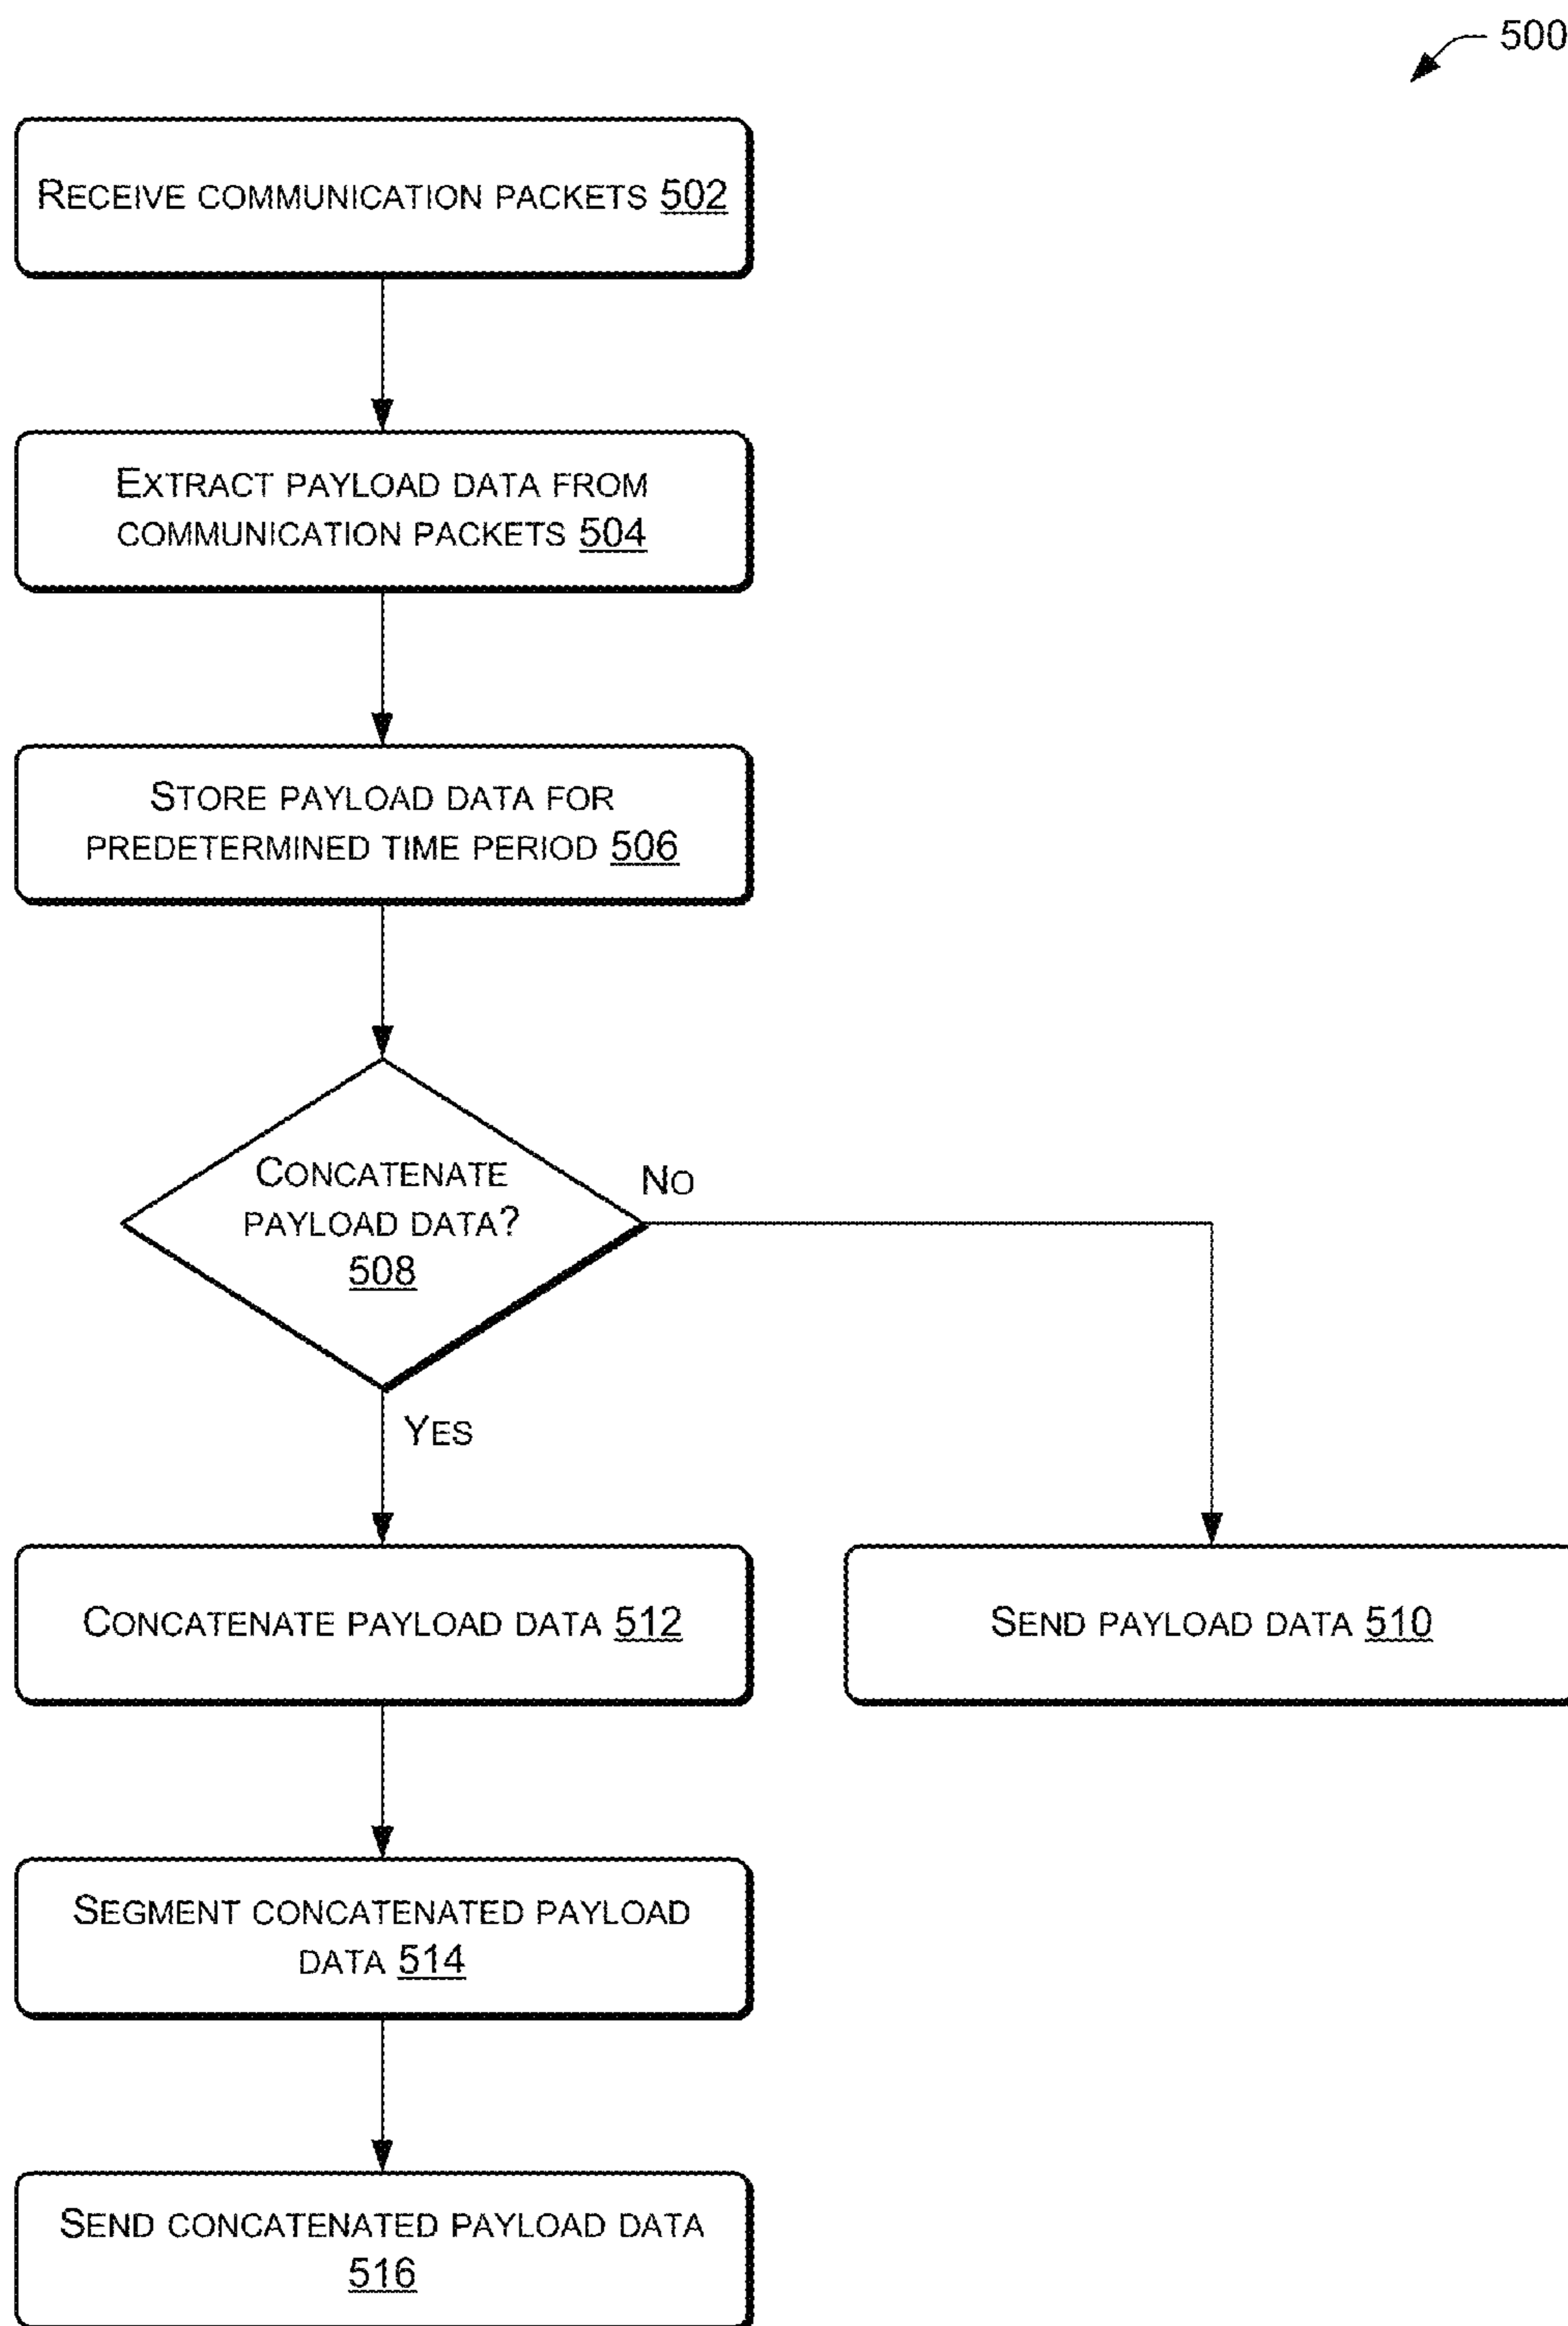 500
RECEIVE COMMUNICATION PACKETS 502
EXTRACT PAYLOAD DATA FROM
COMMUNICATION PACKETS 504
STORE PAYLOAD DATA FOR
PREDETERMINED TIME PERIOD 506
CONCATENATE
PAYLOAD DATA?
508
NO
YES
CONCATENATE PAYLOAD DATA 512
SEND PAYLOAD DATA 510
SEGMENT CONCATENATED PAYLOAD
DATA 514
SEND CONCATENATED PAYLOAD DATA
516